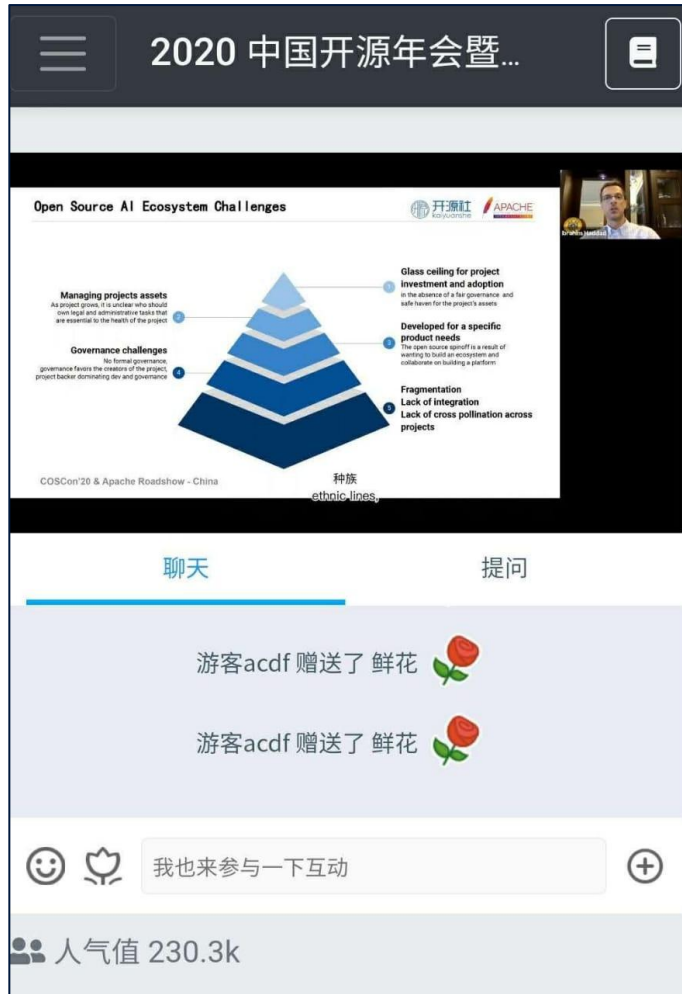 2020 中国开源年会暨...
Open Source AI Ecosystem Challenges
开源社
kaiyuanshe
APACHE
Ibrahim Haddad
Managing projects assets
As project grows, it is unclear who should
own legal and administrative tasks that
are essential to the health of the project
2
Governance challenges
No formal governance,
governance favors the creators of the project,
project backer dominating dev and governance
4
1
Glass ceiling for project
investment and adoption
in the absence of a fair governance and
safe haven for the project's assets
3
Developed for a specific
product needs
The open source spinoff is a result of
wanting to build an ecosystem and
collaborate on building a platform
5
Fragmentation
Lack of integration
Lack of cross pollination across
projects
COSCon'20 & Apache Roadshow - China
种族
ethnic lines,
聊天
提问
游客acdf 赠送了 鲜花
游客acdf 赠送了 鲜花
我也来参与一下互动
人气值 230.3k